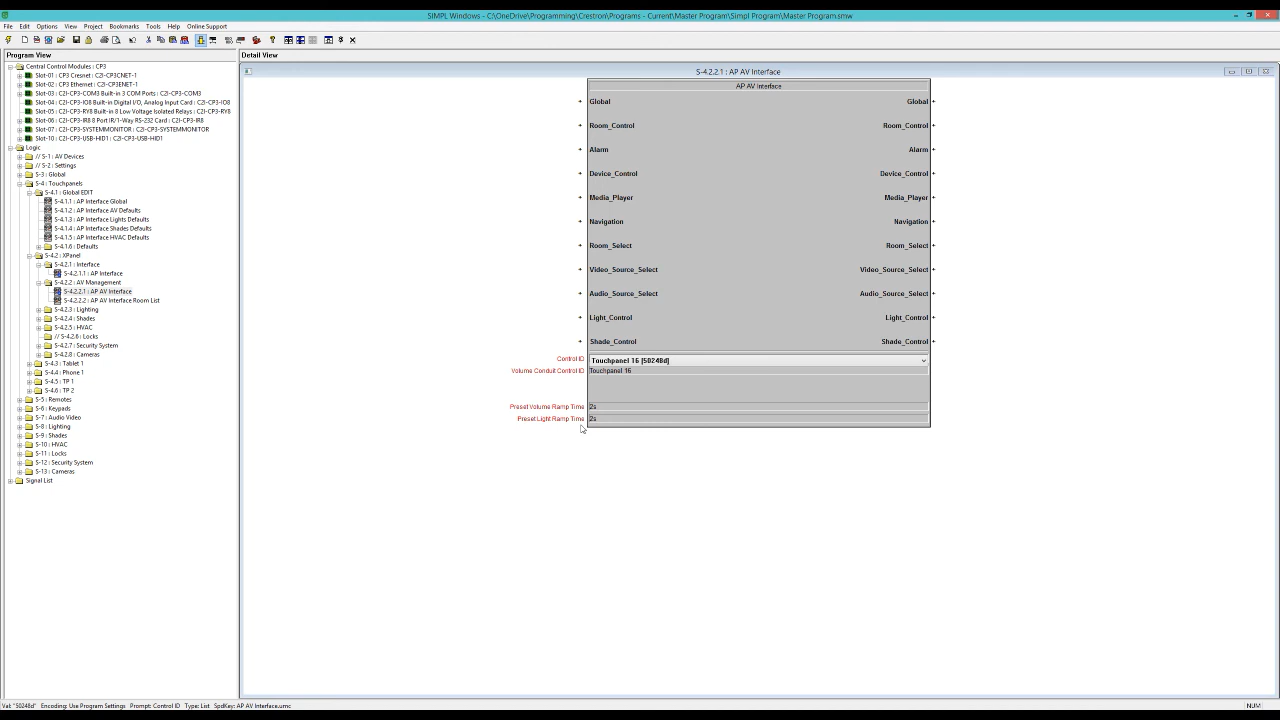 SIMPL Windows - C:\OneDrive\Programming\Crestron\Programs - Current\Master Program\Simpl Program\Master Program.smw
File Edit Options View Project Bookmarks Tools Help Online Support
Program View
Central Control Modules : CP3
Slot-01 : CP3 Cresnet : C2I-CP3CNET-1
Slot-02 : CP3 Ethernet : C2I-CP3ENET-1
Slot-03 : C2I-CP3-COM3 Built-in 3 COM Ports : C2I-CP3-COM3
Slot-04 : C2I-CP3-IO8 Built-in Digital I/O, Analog Input Card : C2I-CP3-IO8
Slot-05 : C2I-CP3-RY8 Built-in 8 Low Voltage Isolated Relays : C2I-CP3-RY8
Slot-06 : C2I-CP3-IR8 8 Port IR/1-Way RS-232 Card : C2I-CP3-IR8
Slot-07 : C2I-CP3-SYSTEMMONITOR : C2I-CP3-SYSTEMMONITOR
Slot-10 : C2I-CP3-USB-HID1 : C2I-CP3-USB-HID1
Logic
// S-1 : AV Devices
// S-2 : Settings
S-3 : Global
S-4 : Touchpanels
S-4.1 : Global EDIT
S-4.1.1 : AP Interface Global
S-4.1.2 : AP Interface AV Defaults
S-4.1.3 : AP Interface Lights Defaults
S-4.1.4 : AP Interface Shades Defaults
S-4.1.5 : AP Interface HVAC Defaults
S-4.1.6 : Defaults
S-4.2 : XPanel
S-4.2.1 : Interface
S-4.2.1.1 : AP Interface
S-4.2.2 : AV Management
S-4.2.2.1 : AP AV Interface
S-4.2.2.2 : AP AV Interface Room List
S-4.2.3 : Lighting
S-4.2.4 : Shades
S-4.2.5 : HVAC
// S-4.2.6 : Locks
S-4.2.7 : Security System
S-4.2.8 : Cameras
S-4.3 : Tablet 1
S-4.4 : Phone 1
S-4.5 : TP 1
S-4.6 : TP 2
S-5 : Remotes
S-6 : Keypads
S-7 : Audio Video
S-8 : Lighting
S-9 : Shades
S-10 : HVAC
S-11 : Locks
S-12 : Security System
S-13 : Cameras
Signal List
Detail View
S-4.2.2.1 : AP AV Interface
AP AV Interface
Global Global
Room_Control Room_Control
Alarm Alarm
Device_Control Device_Control
Media_Player Media_Player
Navigation Navigation
Room_Select Room_Select
Video_Source_Select Video_Source_Select
Audio_Source_Select Audio_Source_Select
Light_Control Light_Control
Shade_Control Shade_Control
Control ID Touchpanel 16 [50248d]
Volume Conduit Control ID Touchpanel 16
Preset Volume Ramp Time 2s
Preset Light Ramp Time 2s
Val: "50248d" Encoding: Use Program Settings Prompt: Control ID Type: List SpdKey: AP AV Interface.umc
NUM